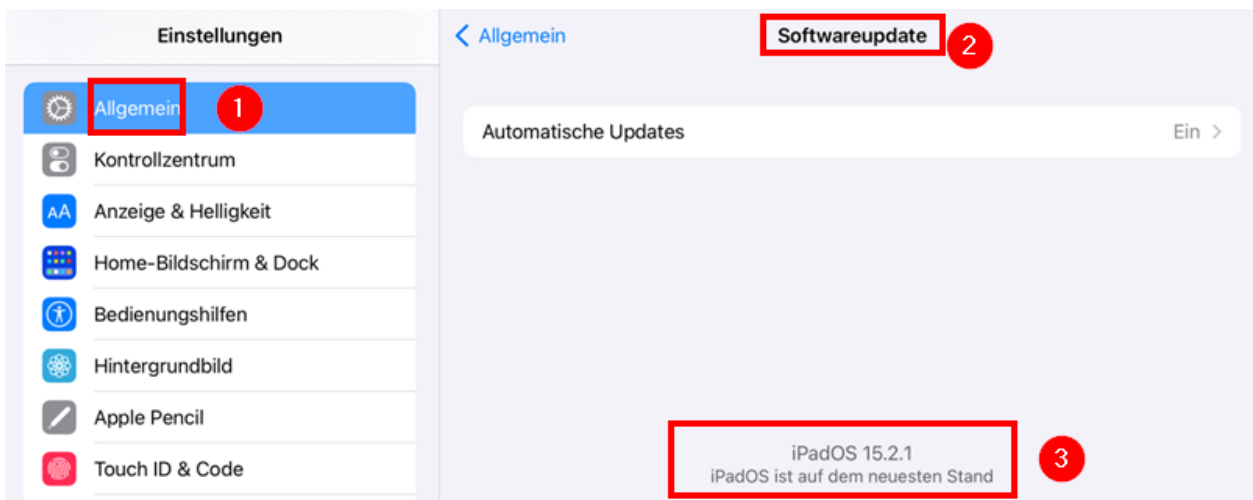 Einstellungen
Allgemein
1
Kontrollzentrum
AA
Anzeige & Helligkeit
Home-Bildschirm & Dock
Bedienungshilfen
Hintergrundbild
Apple Pencil
Touch ID & Code
Allgemein
Softwareupdate
2
Automatische Updates
Ein
iPadOS 15.2.1
iPadOS ist auf dem neuesten Stand
3